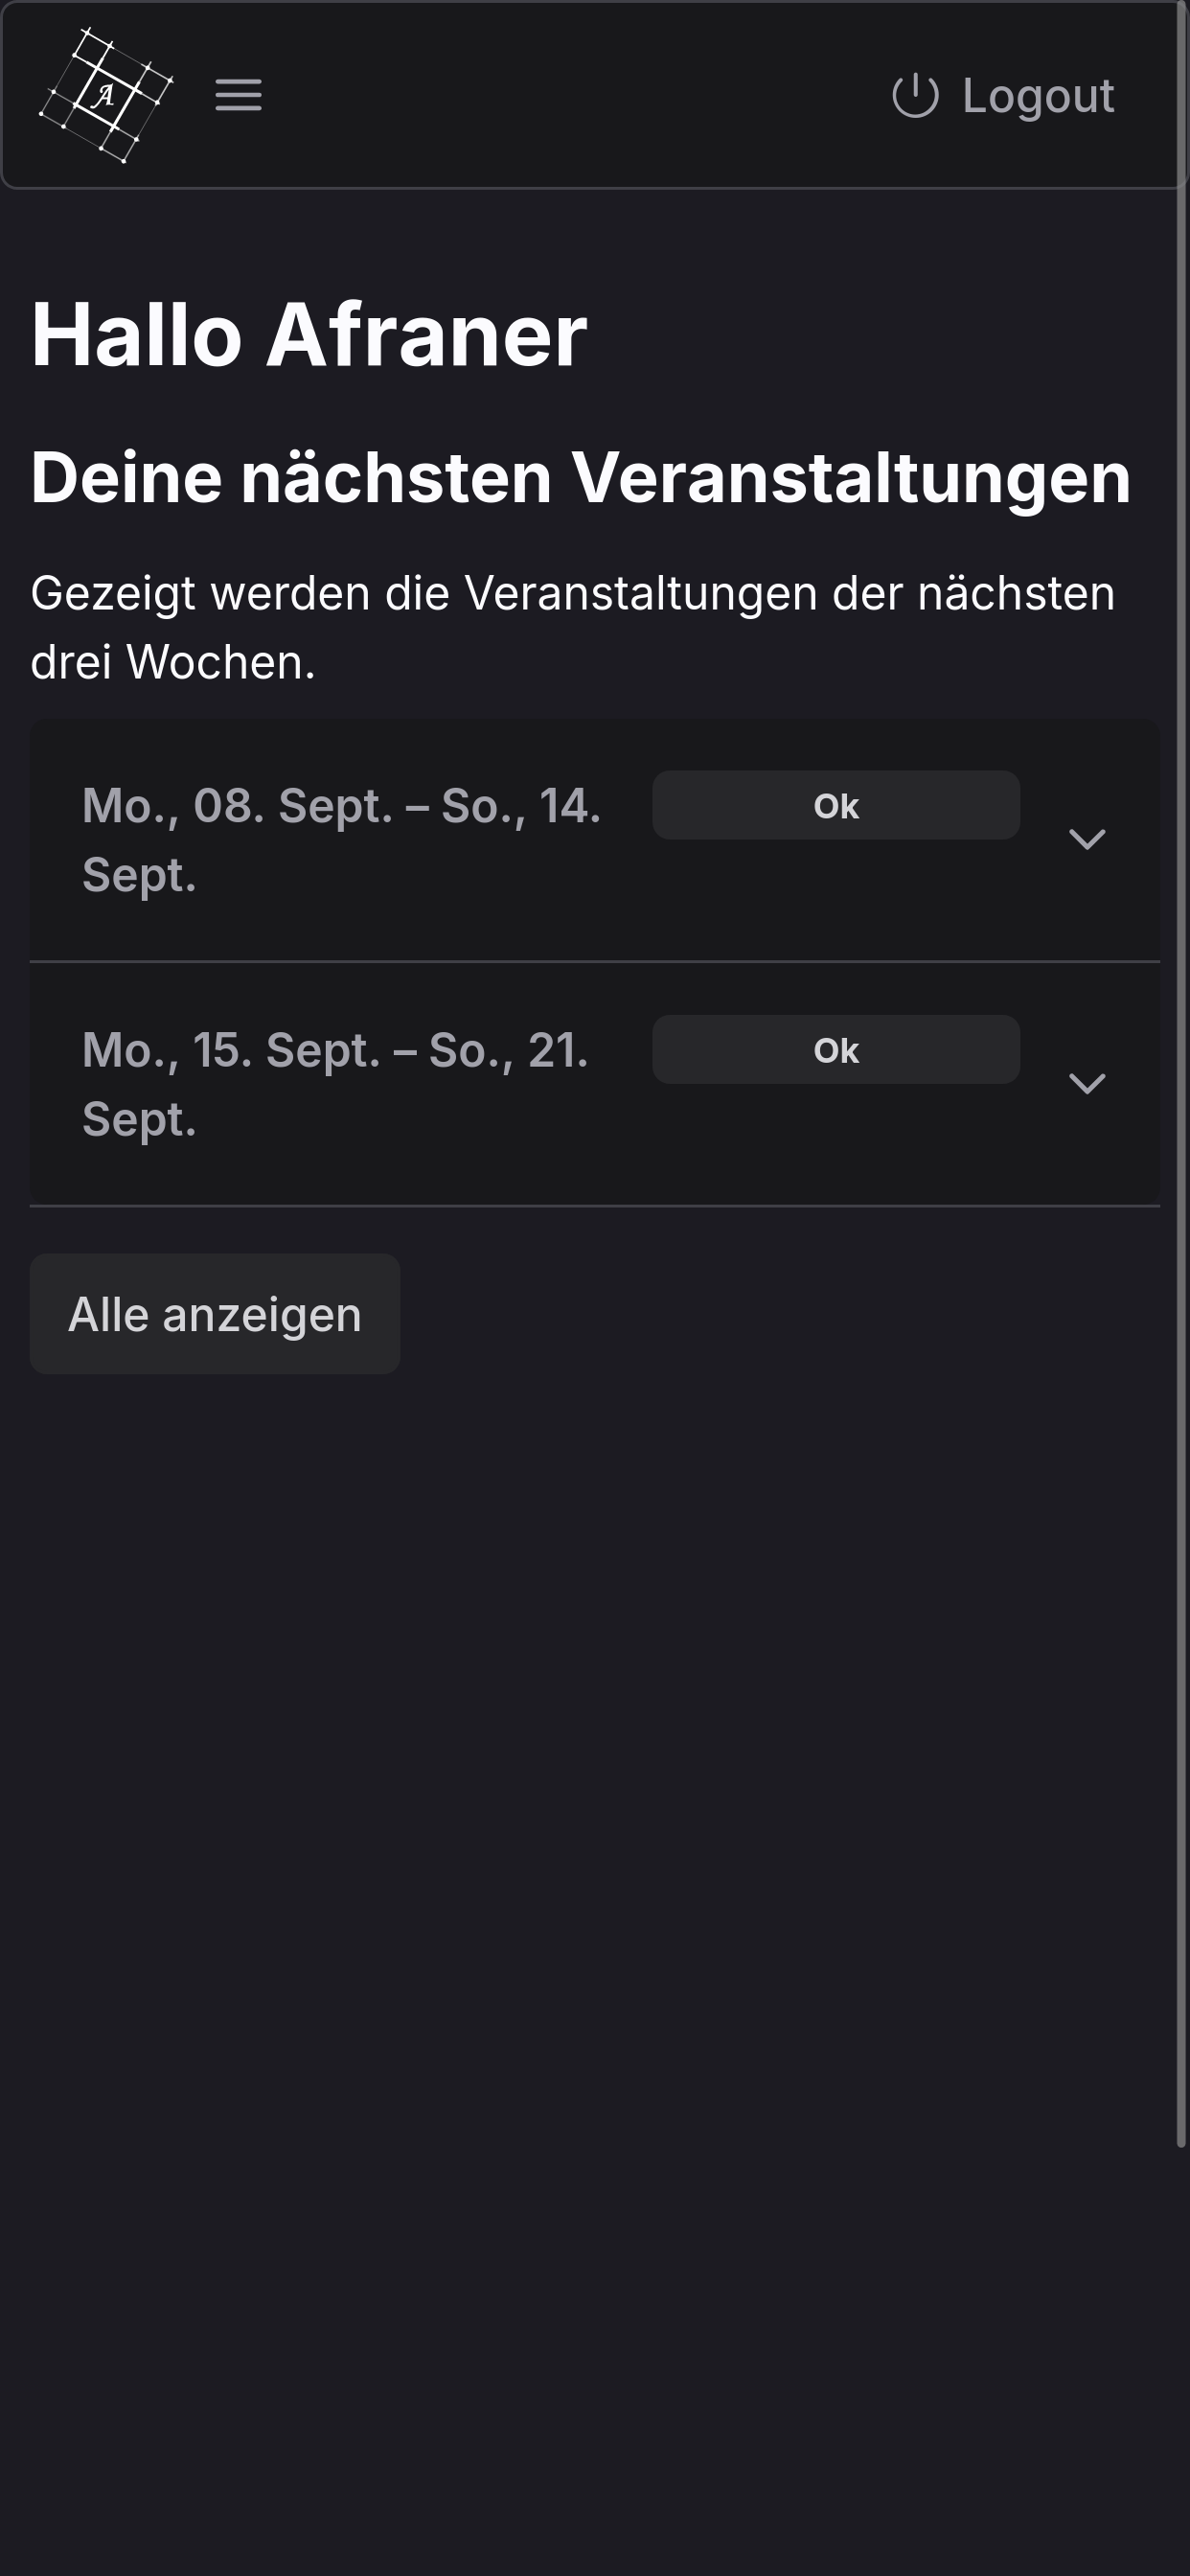 A
Logout
Hallo Afraner
Deine nächsten Veranstaltungen
Gezeigt werden die Veranstaltungen der nächsten
drei Wochen.
Mo., 08. Sept. – So., 14.
Sept.
Ok
Mo., 15. Sept. – So., 21.
Sept.
Ok
Alle anzeigen